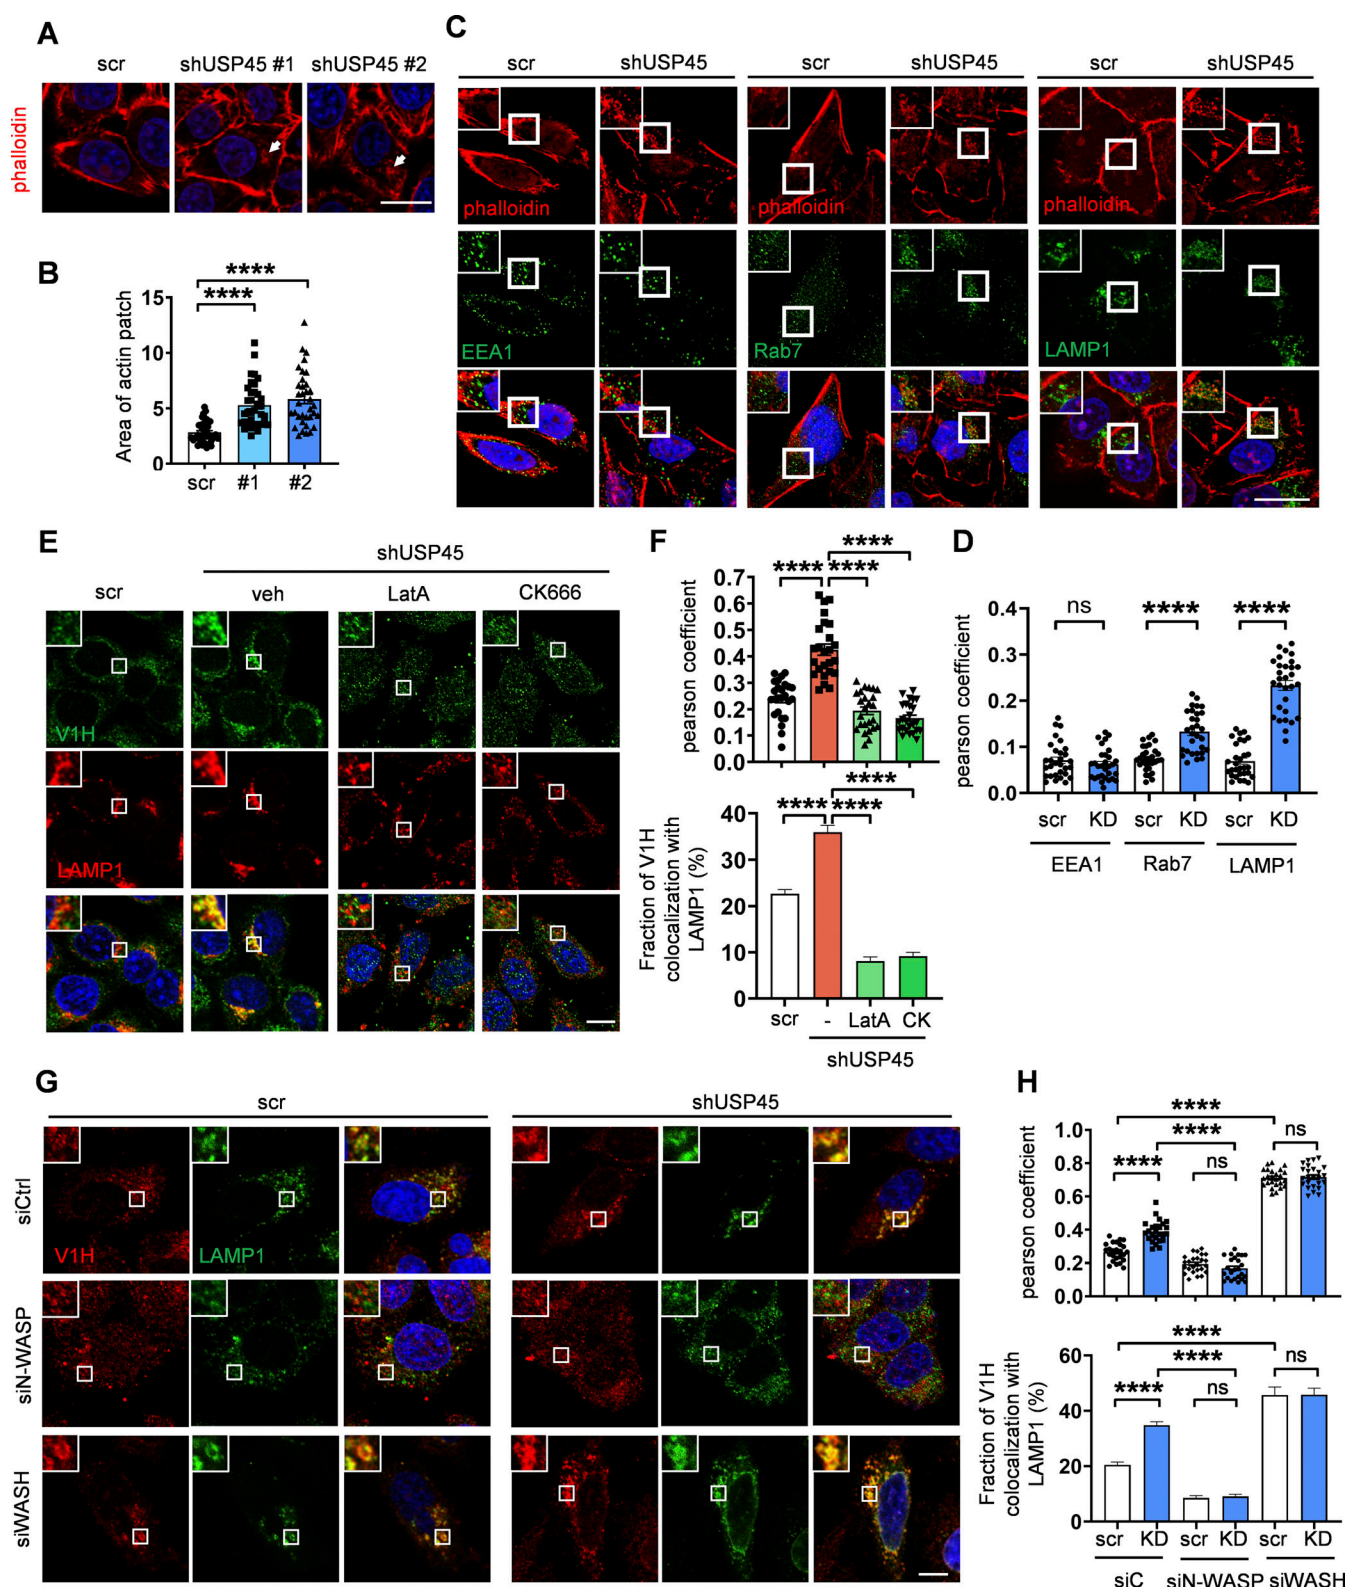 A
scr
shUSP45 #1
shUSP45 #2
phalloidin
B
****
****
Area of actin patch
15
10
5
0
scr
#1
#2
C
scr
shUSP45
scr
shUSP45
scr
shUSP45
phalloidin
phalloidin
phalloidin
EEA1
Rab7
LAMP1
E
shUSP45
scr
veh
LatA
CK666
V1H
LAMP1
F
****
**** ****
pearson coefficient
0.7
0.6
0.5
0.4
0.3
0.2
0.1
0.0
****
**** ****
Fraction of V1H
colocalization with
LAMP1 (%)
40
30
20
10
0
scr
-
LatA
CK
shUSP45
D
ns
****
****
pearson coefficient
0.4
0.3
0.2
0.1
0.0
scr
KD
scr
KD
scr
KD
EEA1
Rab7
LAMP1
G
scr
shUSP45
siCtrl
V1H
LAMP1
siN-WASP
siWASH
H
****
****
ns
****
ns
pearson coefficient
1.0
0.8
0.6
0.4
0.2
0.0
****
****
ns
****
ns
Fraction of V1H
colocalization with
LAMP1 (%)
60
40
20
0
scr
KD
scr
KD
scr
KD
siC
siN-WASP
siWASH